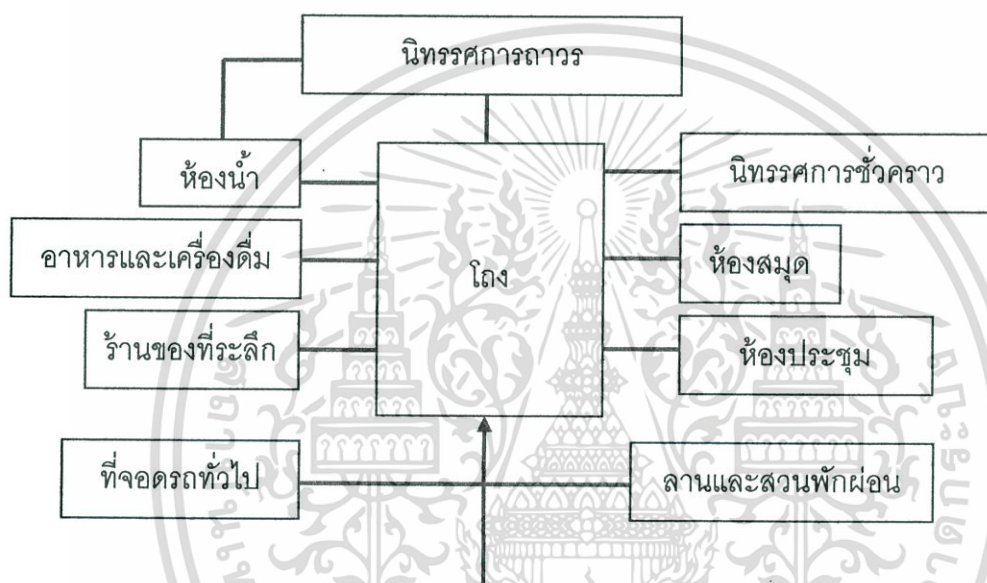 นิทรรศการถาวร
ห้องน้ำ
นิทรรศการชั่วคราว
อาหารและเครื่องดื่ม
โถง
ห้องสมุด
ร้านของที่ระลึก
ห้องประชุม
ที่จอดรถทั่วไป
ลานและสวนพักผ่อน